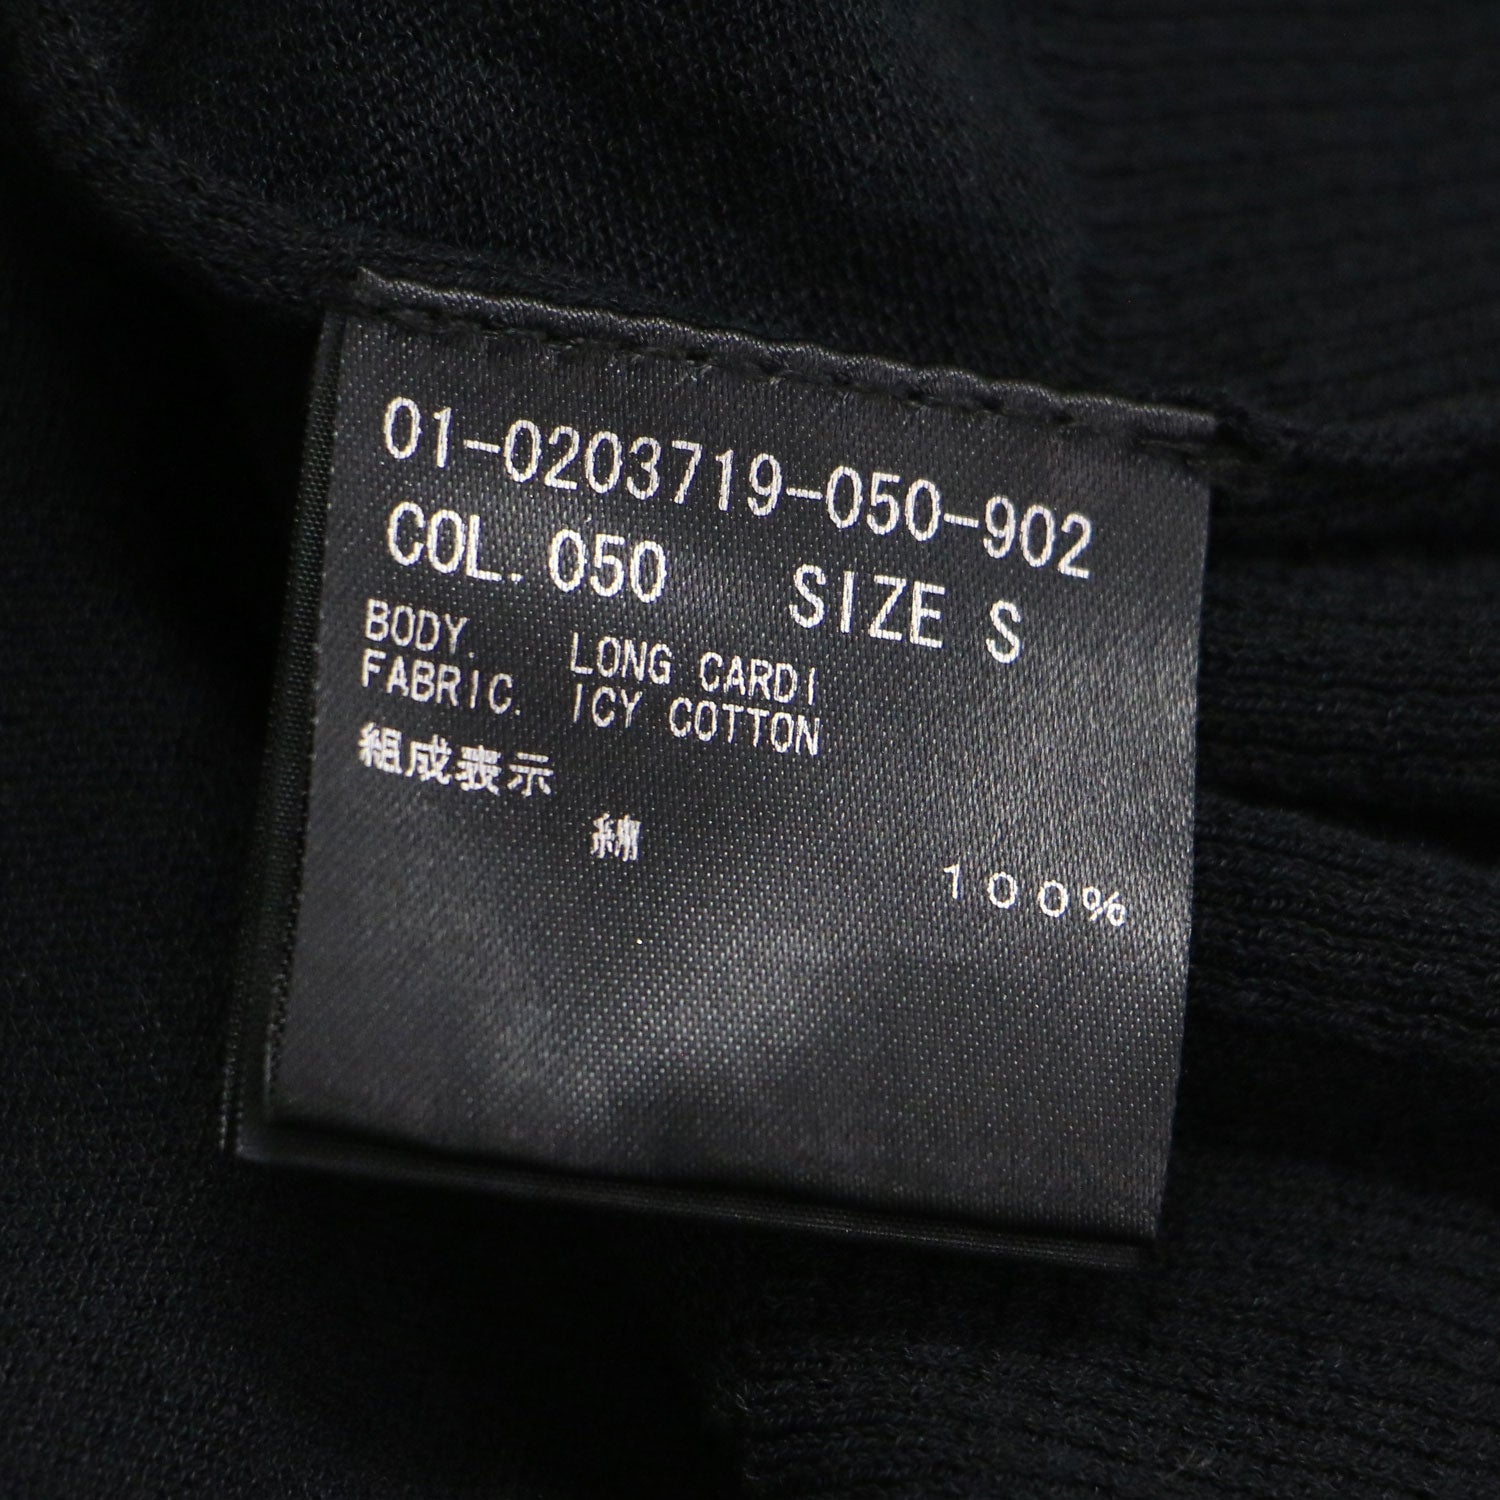 01-0203719-050-902
COL. 050 SIZE S
BODY. LONG CARDI
FABRIC. ICY COTTON
組成表示
綿 100%